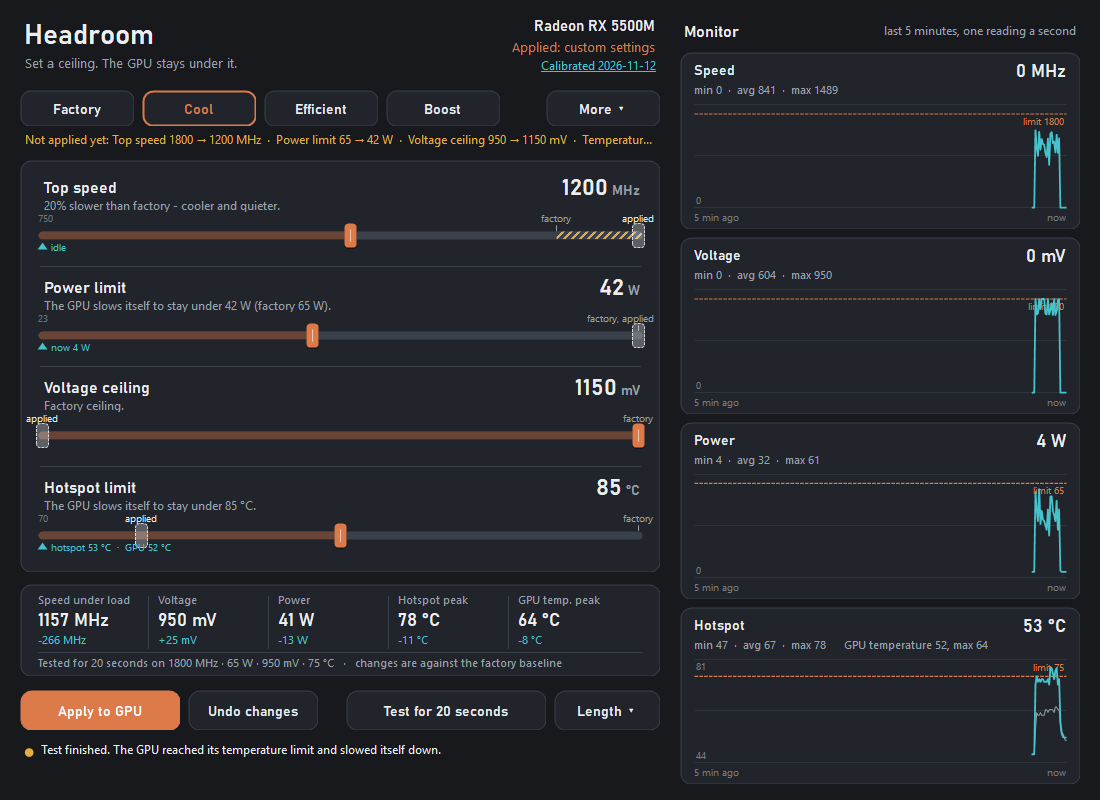 Headroom
Set a ceiling. The GPU stays under it.
Radeon RX 5500M
Applied: custom settings
Calibrated 2026-11-12
Factory
Cool
Efficient
Boost
More
Not applied yet: Top speed 1800 → 1200 MHz · Power limit 65 → 42 W · Voltage ceiling 950 → 1150 mV · Temperatur...
Top speed
1200 MHz
20% slower than factory - cooler and quieter.
750
factory
applied
idle
Power limit
42 W
The GPU slows itself to stay under 42 W (factory 65 W).
23
factory, applied
now 4 W
Voltage ceiling
1150 mV
Factory ceiling.
applied
factory
Hotspot limit
85 °C
The GPU slows itself to stay under 85 °C.
70
applied
factory
hotspot 53 °C · GPU 52 °C
Speed under load
1157 MHz
-266 MHz
Voltage
950 mV
+25 mV
Power
41 W
-13 W
Hotspot peak
78 °C
-11 °C
GPU temp. peak
64 °C
-8 °C
Tested for 20 seconds on 1800 MHz · 65 W · 950 mV · 75 °C · changes are against the factory baseline
Apply to GPU
Undo changes
Test for 20 seconds
Length
Test finished. The GPU reached its temperature limit and slowed itself down.
Monitor
last 5 minutes, one reading a second
Speed
0 MHz
min 0 · avg 841 · max 1489
limit 1800
0
5 min ago
now
Voltage
0 mV
min 0 · avg 604 · max 950
0
5 min ago
now
Power
4 W
min 4 · avg 32 · max 61
limit 65
0
5 min ago
now
Hotspot
53 °C
min 47 · avg 67 · max 78 GPU temperature 52, max 64
81
limit 75
44
5 min ago
now